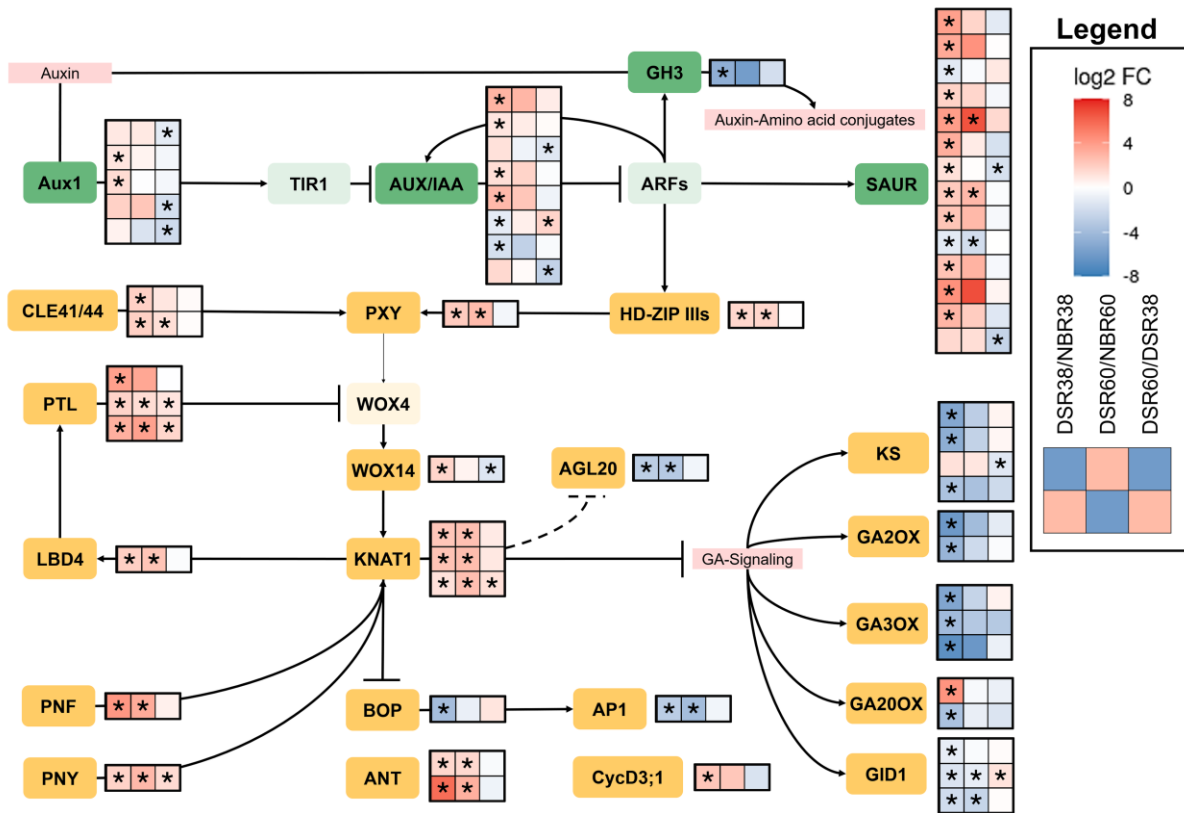 Legend
Auxin
GH3
log2 FC
8
4
0
-4
-8
Auxin-Amino acid conjugates
Aux1
TIR1
AUX/IAA
ARFs
SAUR
CLE41/44
PXY
HD-ZIP IIIs
DSR38/NBR38
DSR60/NBR60
DSR60/DSR38
PTL
WOX4
KS
WOX14
AGL20
GA2OX
LBD4
KNAT1
GA-Signaling
GA3OX
PNF
BOP
AP1
GA20OX
PNY
ANT
CycD3;1
GID1